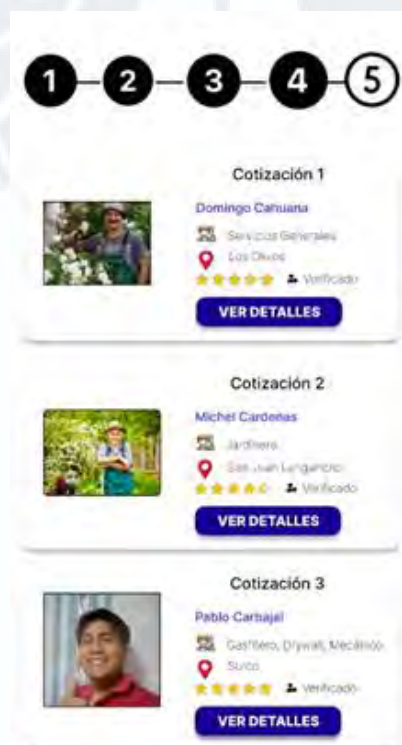 1 2 3 4 5
Cotización 1
Domingo Cahuana
Servicios Generales
Los Olivos
Verificado
VER DETALLES
Cotización 2
Michel Cardenas
Jardinero
San Juan Lurigancho
Verificado
VER DETALLES
Cotización 3
Pablo Carbajal
Gasfitero, Drywall, Mecánico
Surco
Verificado
VER DETALLES